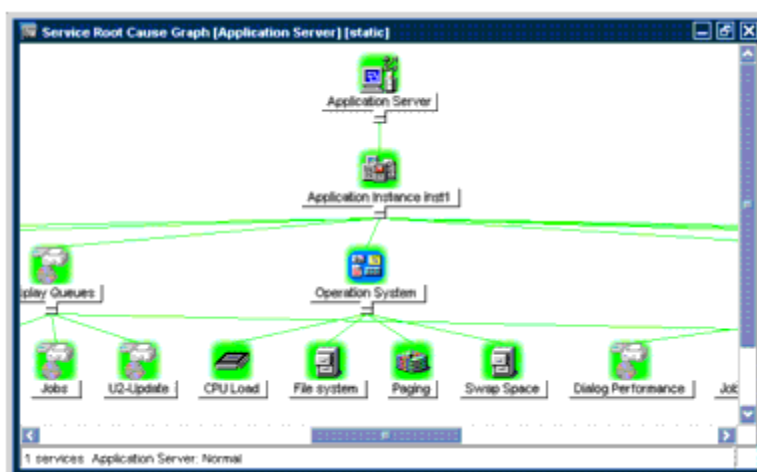 Service Root Cause Graph [Application Server] [static]
Application Server
Application Instance inst1
splay Queues
Operation System
Jobs
U2-Update
CPU Load
File system
Paging
Swap Space
Dialog Performance
Job
1 services Application Server: Normal